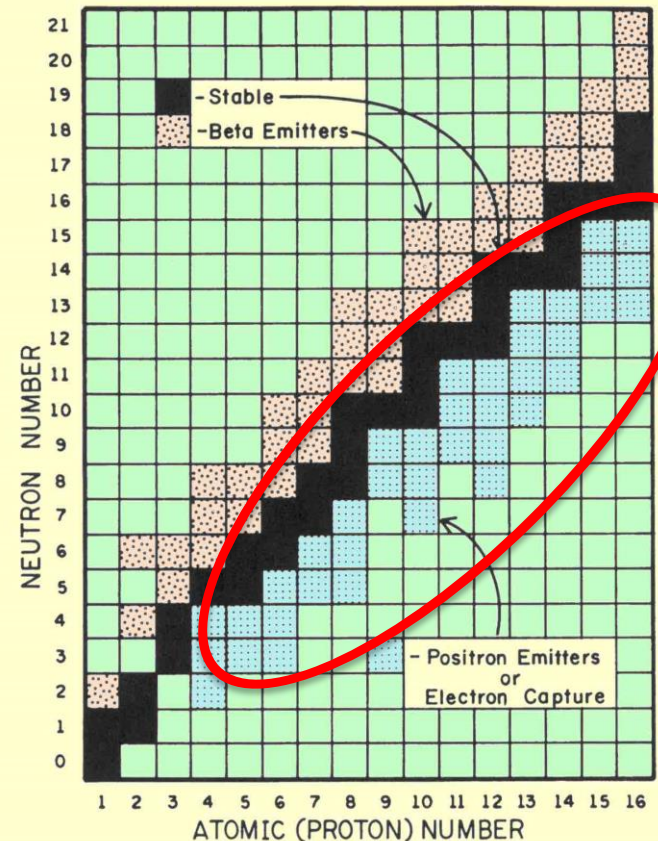 21
20
19
18
17
16
15
14
13
12
11
10
9
8
7
6
5
4
3
2
1
0
NEUTRON NUMBER
-Stable
-Beta Emitters
- Positron Emitters
or
Electron Capture
1 2 3 4 5 6 7 8 9 10 11 12 13 14 15 16
ATOMIC (PROTON) NUMBER